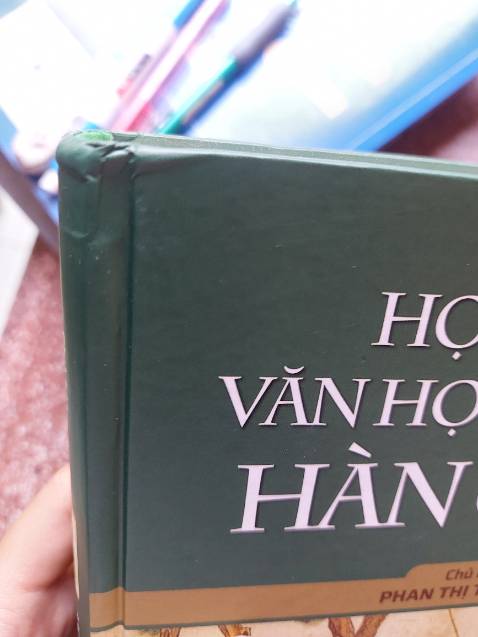 HỌ
VĂN HỌ
HÀN
Chủ
PHAN THỊ T